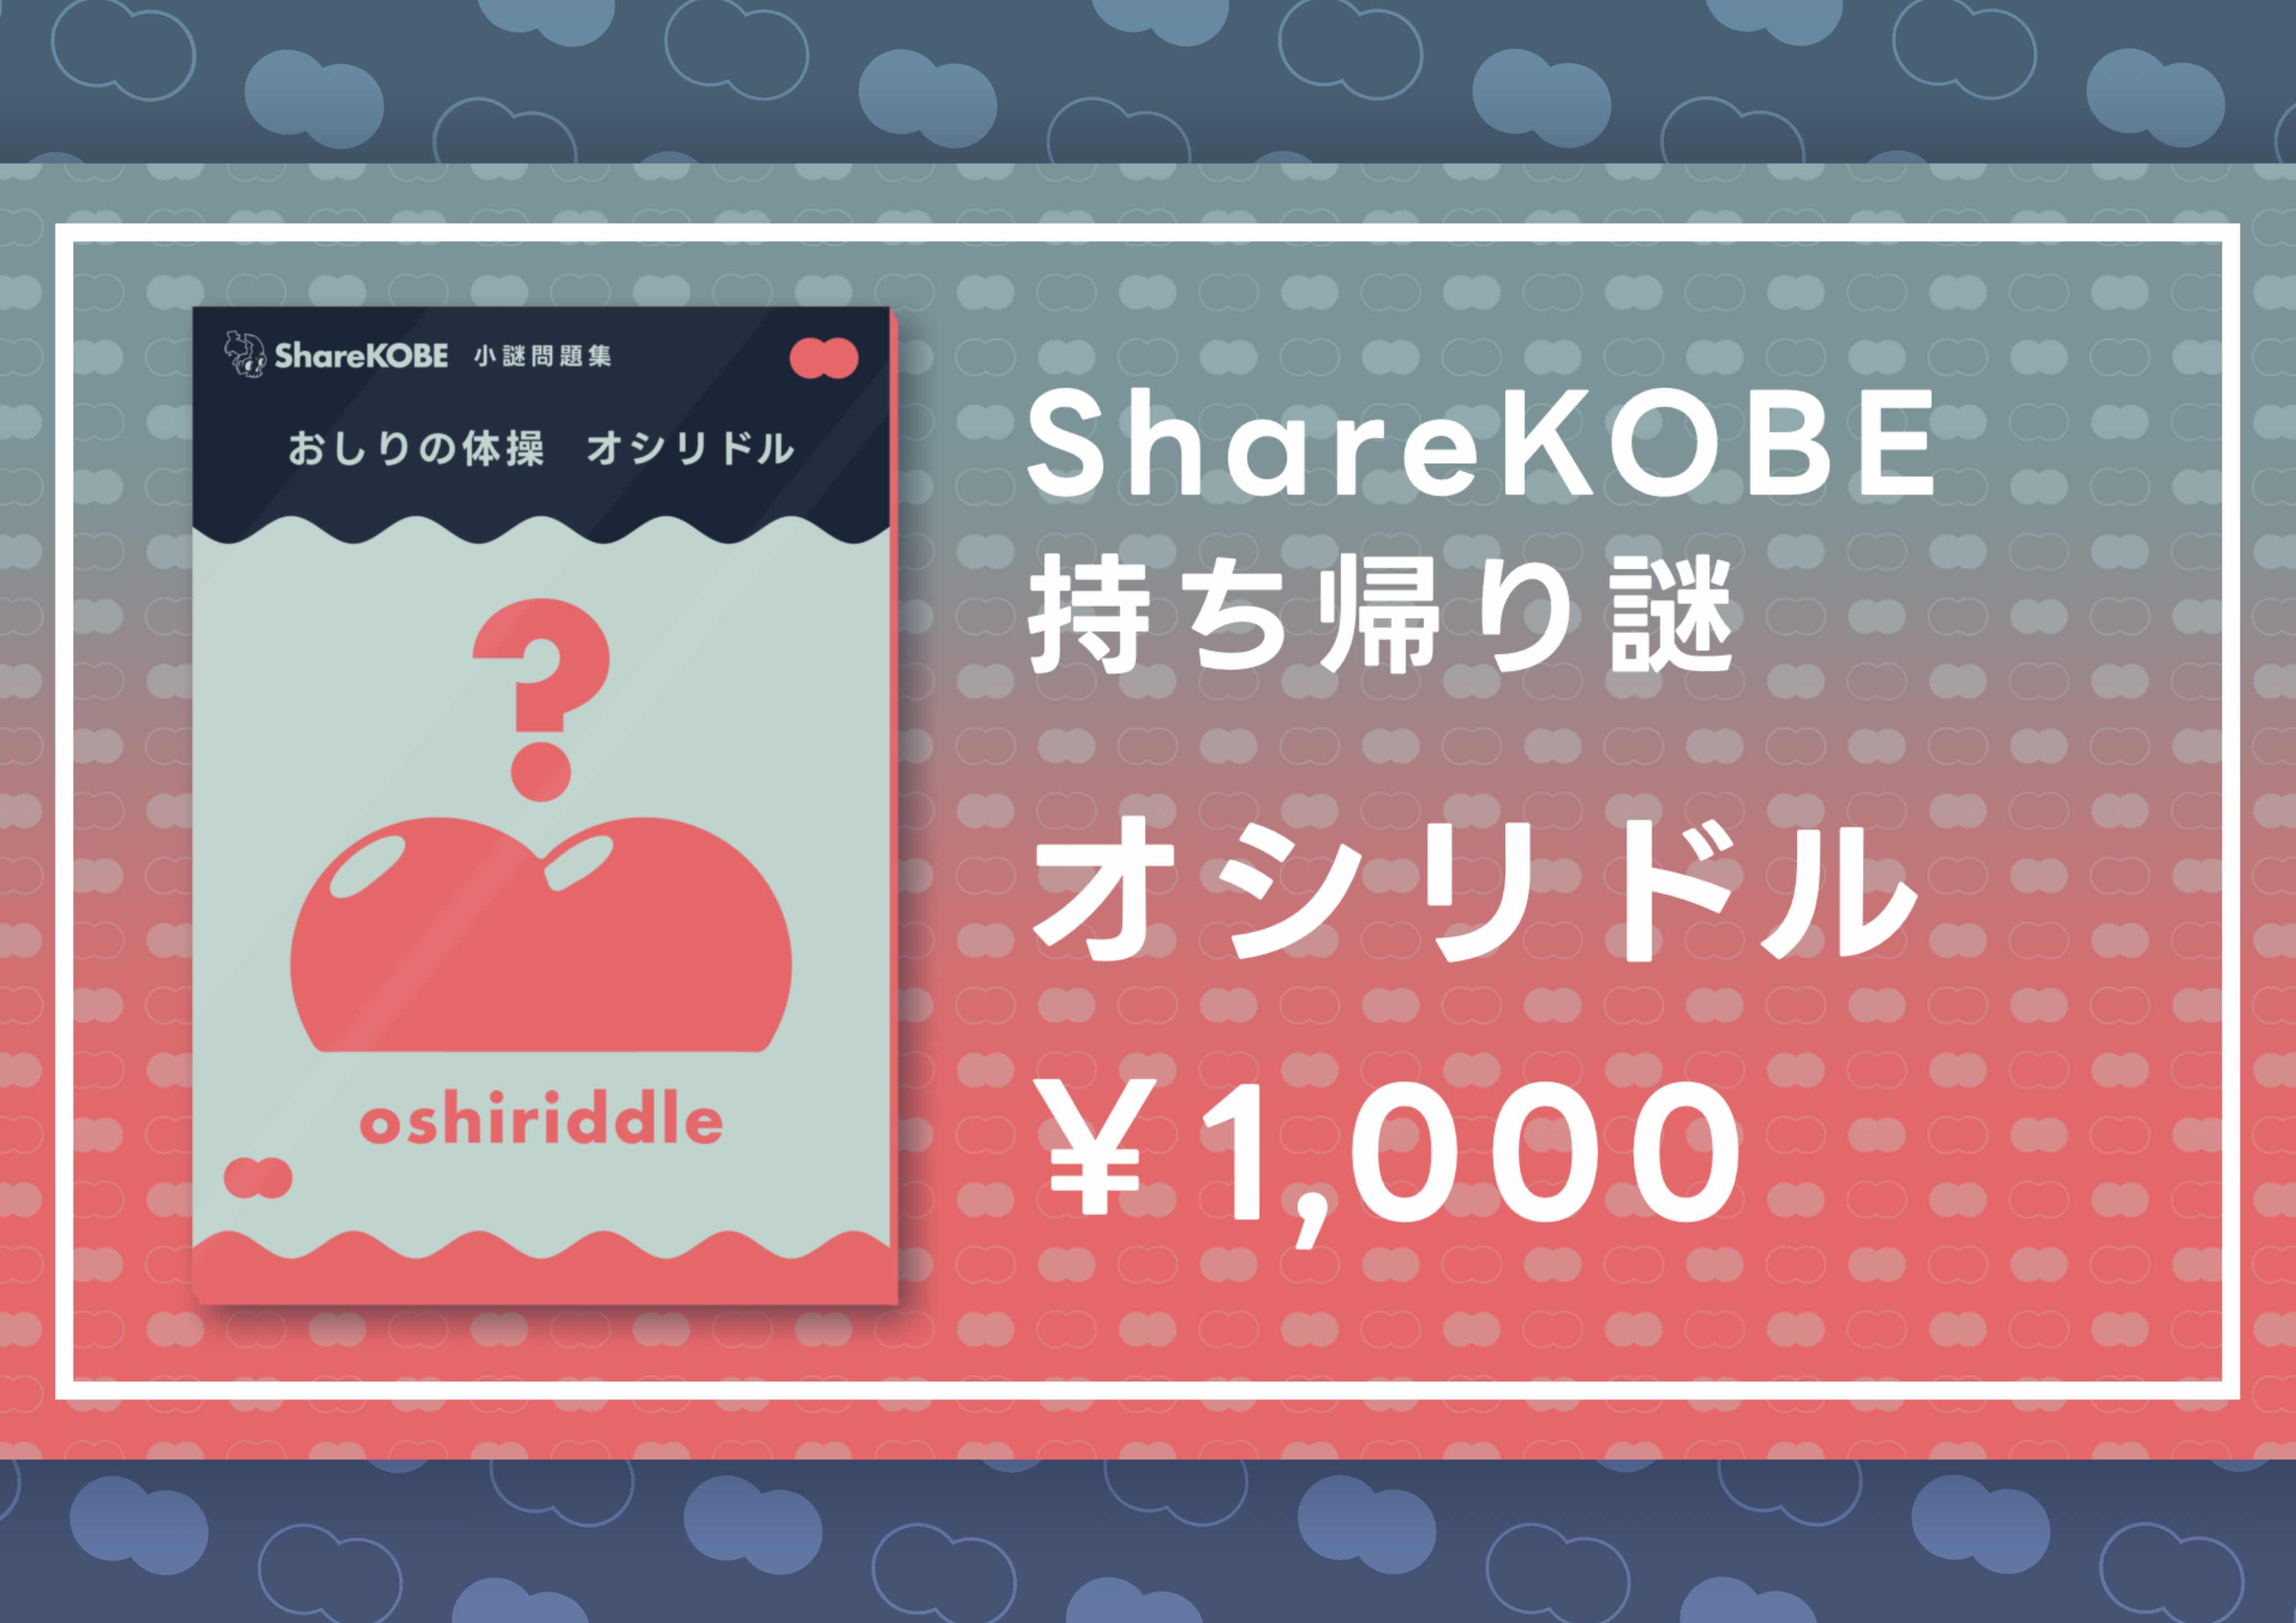 ShareKOBE 小謎問題集
おしりの体操 オシリドル
?
oshiriddle
ShareKOBE
持ち帰り謎
オシリドル
¥1,000